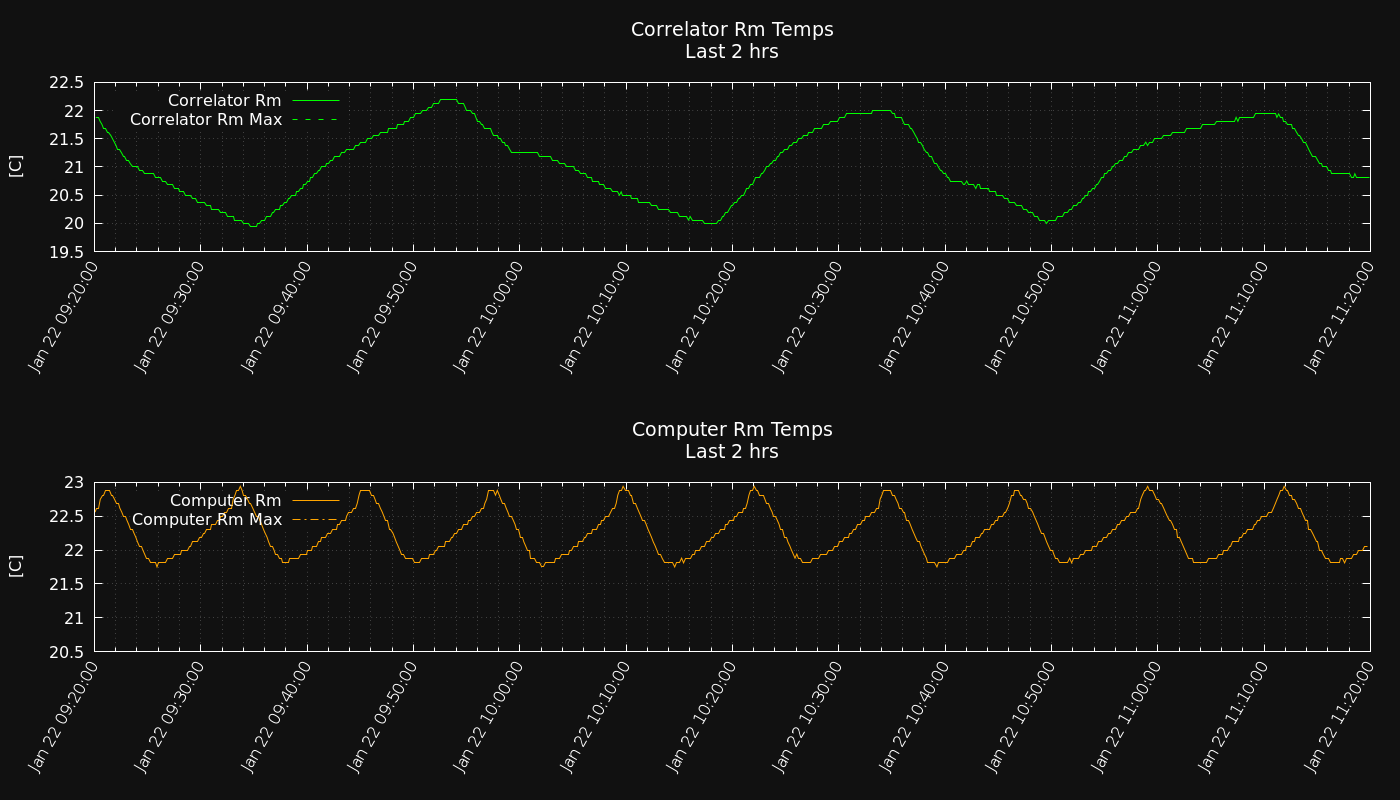 Correlator Rm Temps
Last 2 hrs
22.5
22
21.5
21
20.5
20
19.5
[C]
Correlator Rm
Correlator Rm Max
Jan 22 09:20:00
Jan 22 09:30:00
Jan 22 09:40:00
Jan 22 09:50:00
Jan 22 10:00:00
Jan 22 10:10:00
Jan 22 10:20:00
Jan 22 10:30:00
Jan 22 10:40:00
Jan 22 10:50:00
Jan 22 11:00:00
Jan 22 11:10:00
Jan 22 11:20:00
Computer Rm Temps
Last 2 hrs
23
22.5
22
21.5
21
20.5
[C]
Computer Rm
Computer Rm Max
Jan 22 09:20:00
Jan 22 09:30:00
Jan 22 09:40:00
Jan 22 09:50:00
Jan 22 10:00:00
Jan 22 10:10:00
Jan 22 10:20:00
Jan 22 10:30:00
Jan 22 10:40:00
Jan 22 10:50:00
Jan 22 11:00:00
Jan 22 11:10:00
Jan 22 11:20:00